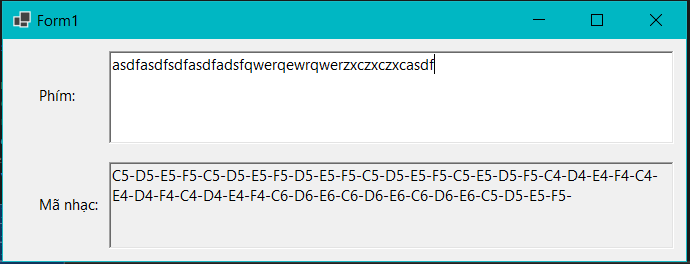 Form1
Phím:
asdfasdfsdfasdfadsfqwerqewrqwerzxczxczxcasdf
Mã nhạc:
C5-D5-E5-F5-C5-D5-E5-F5-D5-E5-F5-C5-D5-E5-F5-C5-E5-D5-F5-C4-D4-E4-F4-C4-
E4-D4-F4-C4-D4-E4-F4-C6-D6-E6-C6-D6-E6-C6-D6-E6-C5-D5-E5-F5-